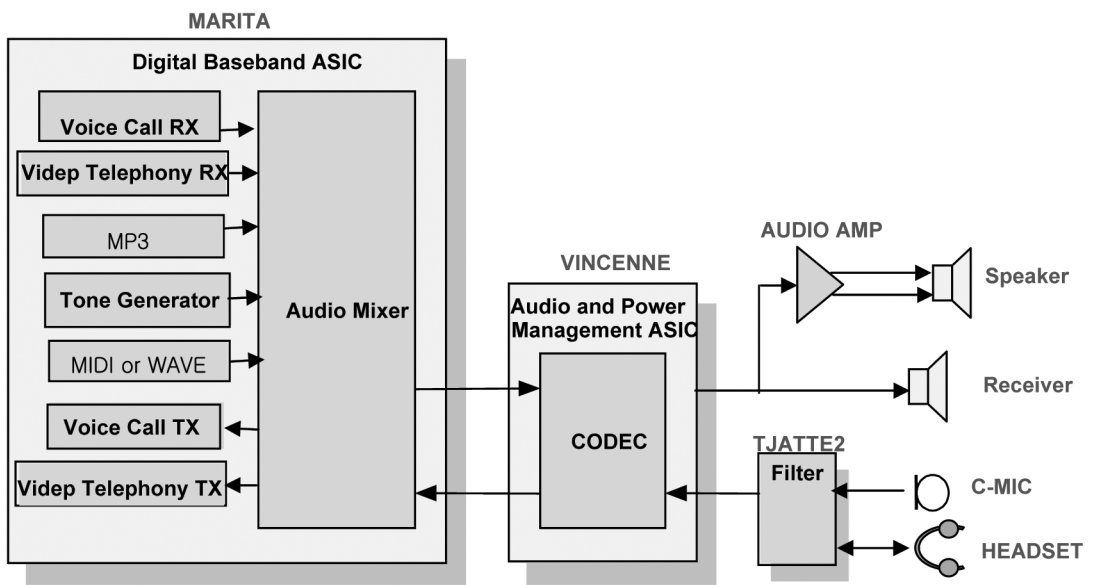 MARITA
Digital Baseband ASIC
Voice Call RX
Videp Telephony RX
MP3
Tone Generator
MIDI or WAVE
Voice Call TX
Videp Telephony TX
Audio Mixer
VINCENNE
Audio and Power
Management ASIC
CODEC
AUDIO AMP
Speaker
Receiver
TJATTE2
Filter
C-MIC
HEADSET